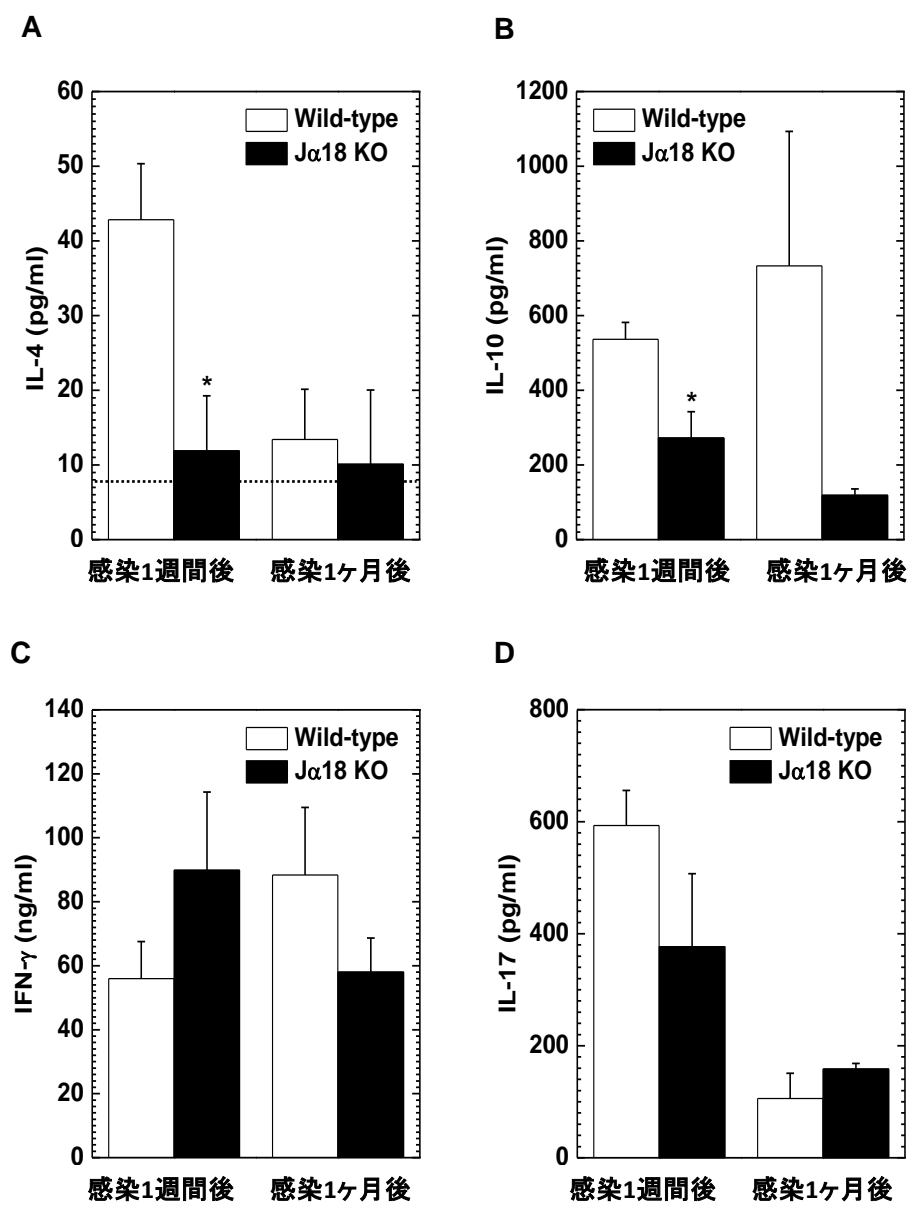 A
IL-4 (pg/ml)
60
50
40
30
20
10
0
Wild-type
Jα18 KO
*
感染1週間後
感染1ヶ月後
B
IL-10 (pg/ml)
1200
1000
800
600
400
200
0
Wild-type
Jα18 KO
*
感染1週間後
感染1ヶ月後
C
IFN-γ (ng/ml)
140
120
100
80
60
40
20
0
Wild-type
Jα18 KO
感染1週間後
感染1ヶ月後
D
IL-17 (pg/ml)
800
600
400
200
0
Wild-type
Jα18 KO
感染1週間後
感染1ヶ月後